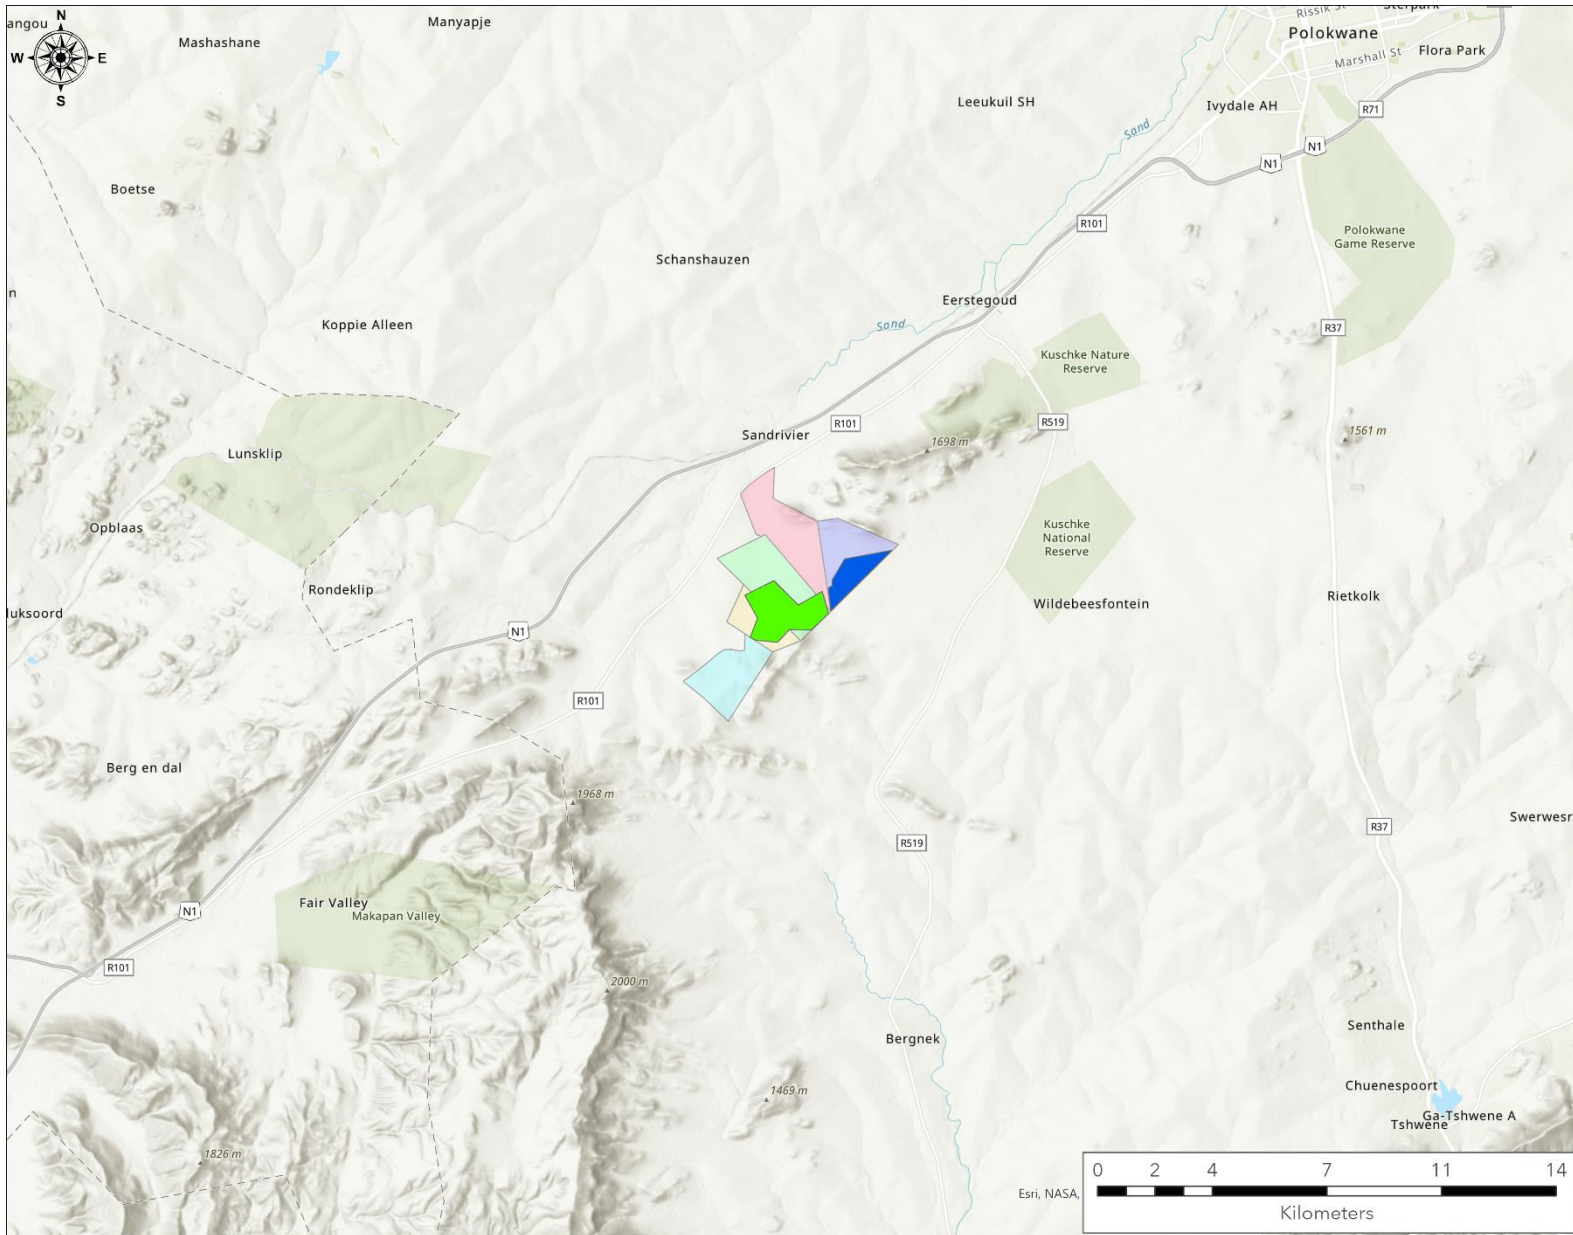 angou
N
W
E
S
Mashashane
Manyapje
Rissik St
Sterpark
Polokwane
Flora Park
Marshall St
Leeukuil SH
Ivydale AH
R71
Sand
N1
N1
Boetse
R101
Polokwane
Game Reserve
Schanshauzen
n
Eerstegoud
Koppie Alleen
Sand
R37
Kuschke Nature
Reserve
R101
R519
Sandrivier
1698 m
1561 m
Lunsklip
Opblaas
Kuschke
National
Reserve
Rondeklip
luksoord
Wildebeesfontein
Rietkolk
N1
R101
Berg en dal
1968 m
Swerwesr
R37
R519
Fair Valley
Makapan Valley
N1
R101
2000 m
Senthale
Bergnek
Chuenespoort
1469 m
Ga-Tshwene A
Tshwene
1826 m
0 2 4 7 11 14
Esri, NASA,
Kilometers